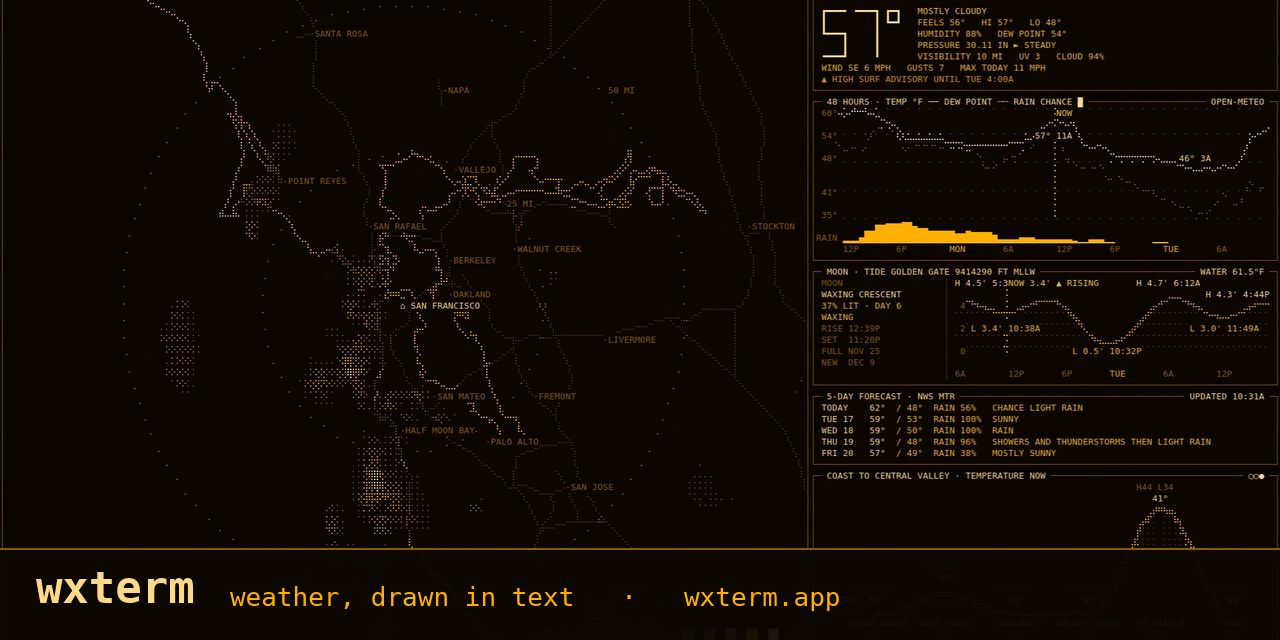 SANTA ROSA
·NAPA
50 MI
·VALLEJO
·POINT REYES
25 MI
SAN RAFAEL
·STOCKTON
·WALNUT CREEK
·BERKELEY
·OAKLAND
⌂ SAN FRANCISCO
·LIVERMORE
·SAN MATEO
·FREMONT
·HALF MOON BAY·
·PALO ALTO
·SAN JOSE
57°
MOSTLY CLOUDY
FEELS 56° HI 57° LO 48°
HUMIDITY 88% DEW POINT 54°
PRESSURE 30.11 IN ► STEADY
VISIBILITY 10 MI UV 3 CLOUD 94%
WIND SE 6 MPH GUSTS 7 MAX TODAY 11 MPH
▲ HIGH SURF ADVISORY UNTIL TUE 4:00A
48 HOURS · TEMP °F ── DEW POINT ┈┈ RAIN CHANCE █ OPEN-METEO
60° NOW
54° 57° 11A
48° 46° 3A
41°
35°
RAIN
12P 6P MON 6A 12P 6P TUE 6A
MOON · TIDE GOLDEN GATE 9414290 FT MLLW WATER 61.5°F
MOON H 4.5' 5:3NOW 3.4' ▲ RISING H 4.7' 6:12A
WAXING CRESCENT H 4.3' 4:44P
37% LIT · DAY 6 4
WAXING
RISE 12:39P 2 L 3.4' 10:38A L 3.0' 11:49A
SET 11:20P
FULL NOV 25 0 L 0.5' 10:32P
NEW DEC 9
6A 12P 6P TUE 6A 12P
5-DAY FORECAST · NWS MTR UPDATED 10:31A
TODAY 62° / 48° RAIN 56% CHANCE LIGHT RAIN
TUE 17 59° / 53° RAIN 100% SUNNY
WED 18 59° / 50° RAIN 100% RAIN
THU 19 59° / 48° RAIN 96% SHOWERS AND THUNDERSTORMS THEN LIGHT RAIN
FRI 20 57° / 49° RAIN 38% MOSTLY SUNNY
COAST TO CENTRAL VALLEY · TEMPERATURE NOW ○○●
H44 L34
41°
wxterm weather, drawn in text · wxterm.app